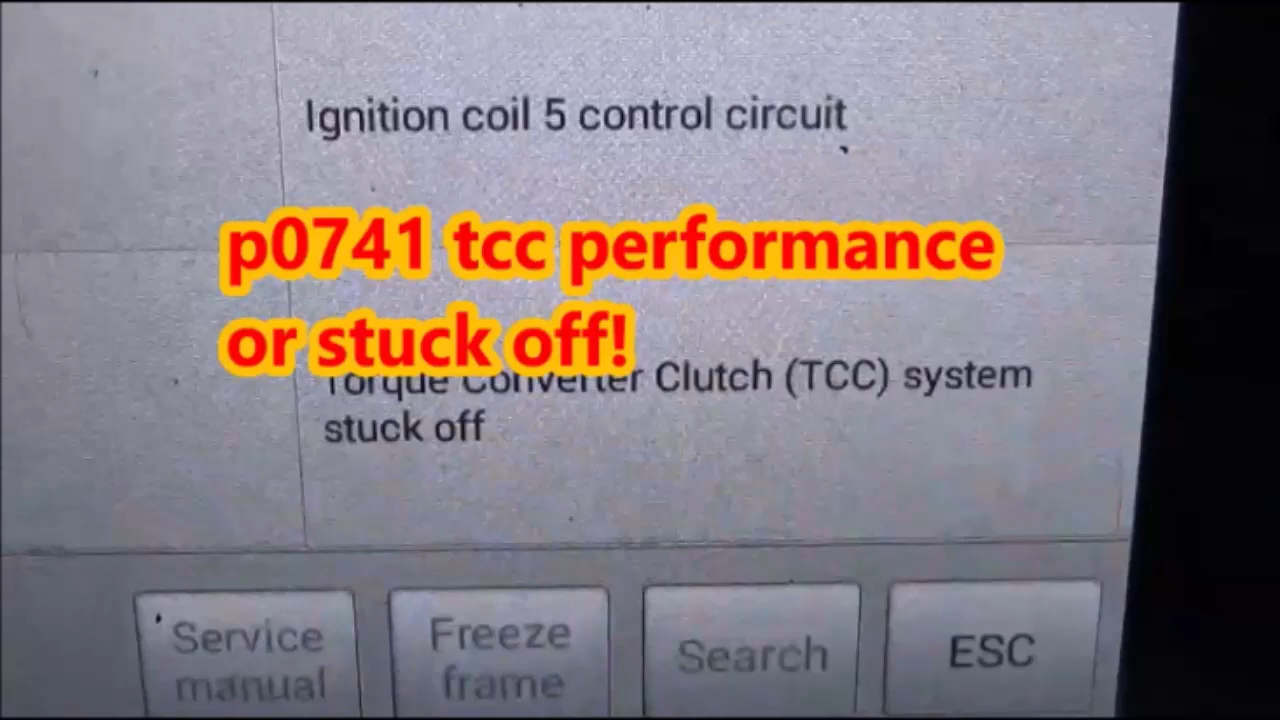 Ignition coil 5 control circuit
p0741 tcc performance
or stuck off!
Torque Converter Clutch (TCC) system
stuck off
Service
manual
Freeze
frame
Search
ESC